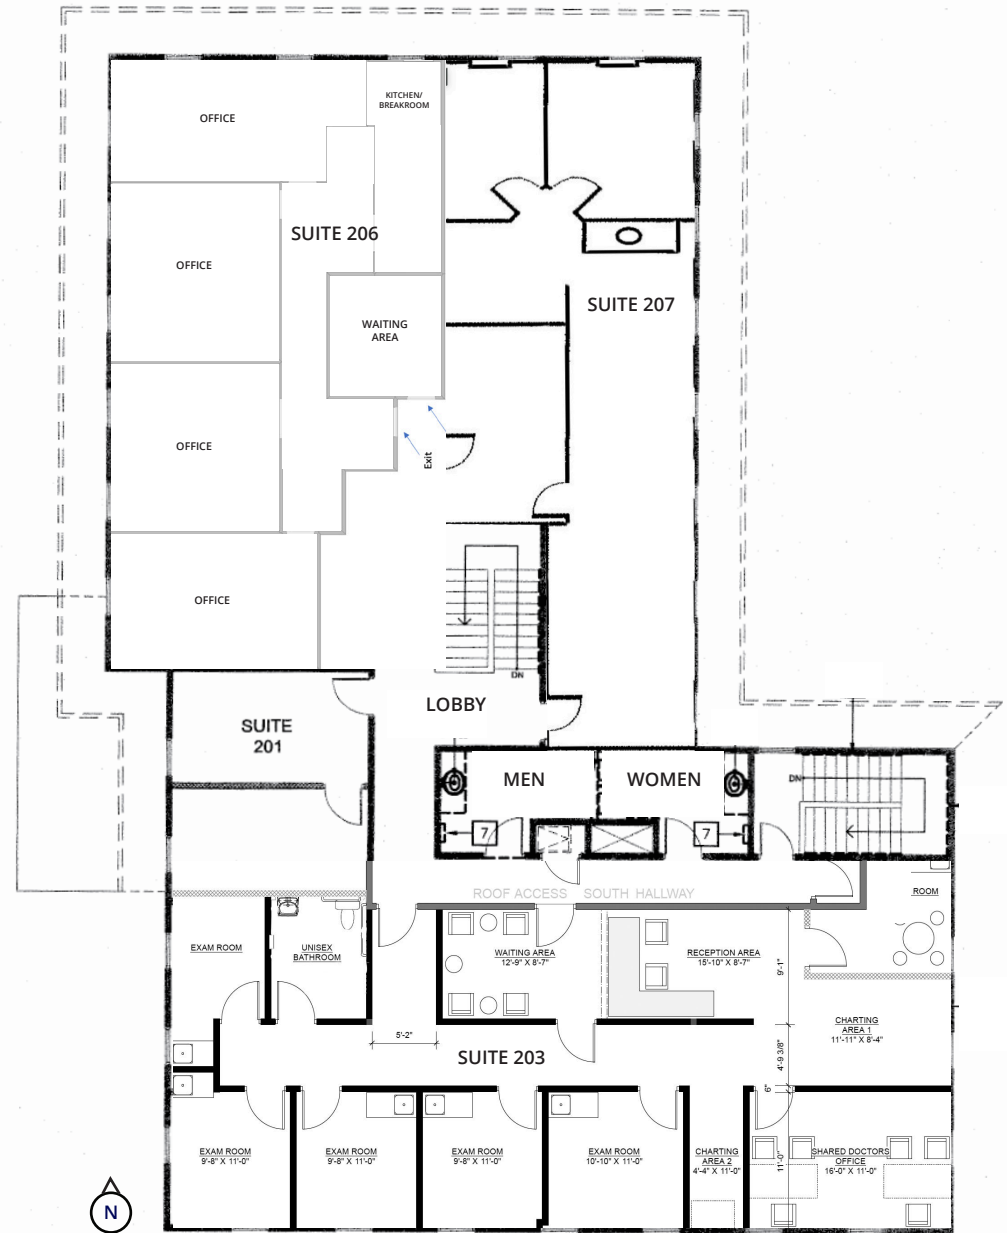 KITCHEN/
BREAKROOM
OFFICE
SUITE 206
OFFICE
SUITE 207
WAITING
AREA
OFFICE
Exit
OFFICE
DN
LOBBY
SUITE
201
MEN
WOMEN
DN
7
7
ROOF ACCESS SOUTH HALLWAY
ROOM
EXAM ROOM
UNISEX
BATHROOM
WAITING AREA
12'-9" X 8'-7"
RECEPTION AREA
15'-10" X 8'-7"
9'-1"
CHARTING
AREA 1
11'-11" X 8'-4"
5'-2"
SUITE 203
4'-9 3/8"
6"
EXAM ROOM
9'-8" X 11'-0"
EXAM ROOM
9'-8" X 11'-0"
EXAM ROOM
9'-8" X 11'-0"
EXAM ROOM
10'-10" X 11'-0"
CHARTING
AREA 2
4'-4" X 11'-0"
11'-0"
SHARED DOCTORS
OFFICE
16'-0" X 11'-0"
N